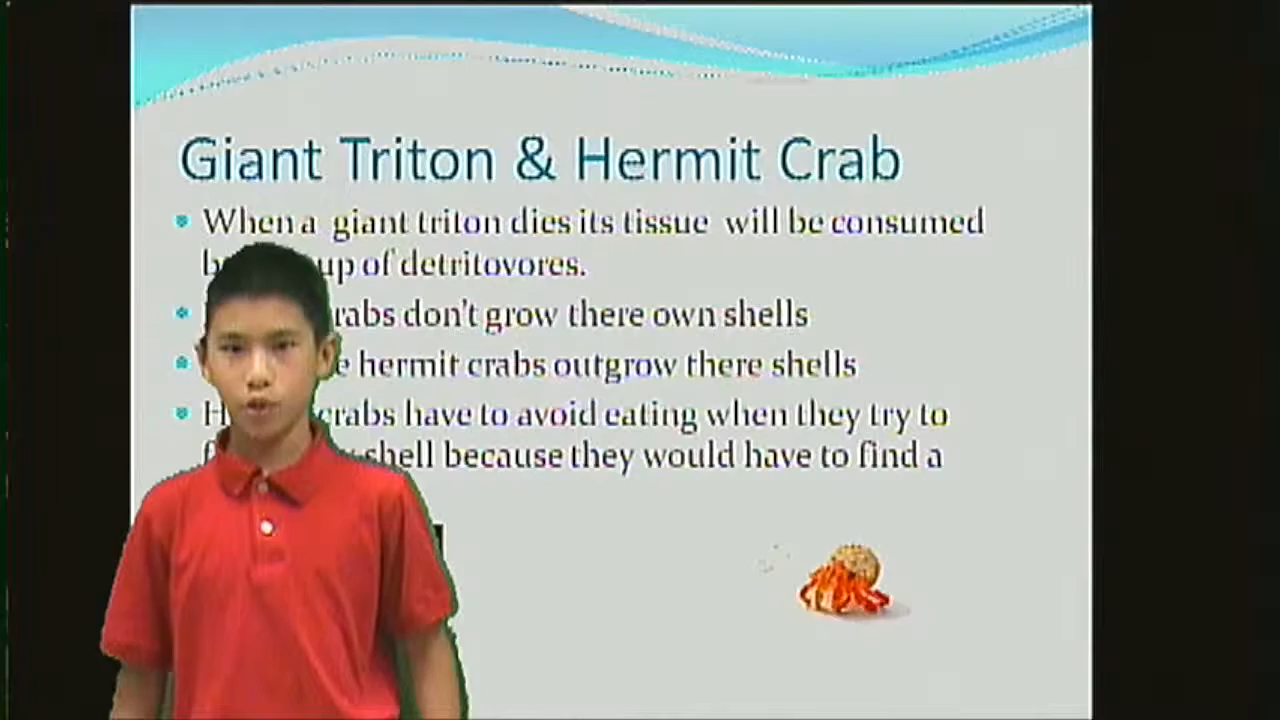 Giant Triton & Hermit Crab
When a giant triton dies its tissue will be consumed
up of detritovores.
crabs don't grow there own shells
hermit crabs outgrow there shells
crabs have to avoid eating when they try to
shell because they would have to find a